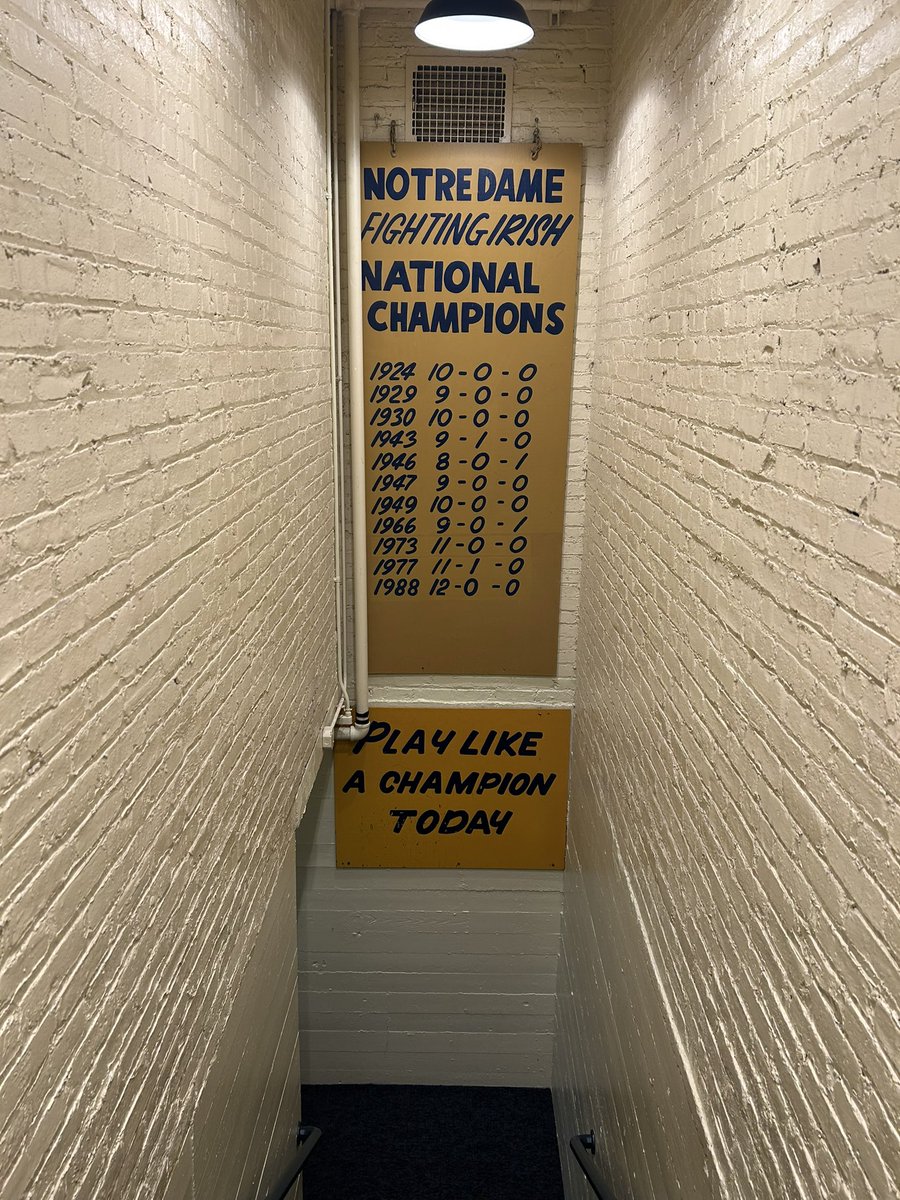 NOTRE DAME
FIGHTING IRISH
NATIONAL
CHAMPIONS
1924 10-0-0
1929 9-0-0
1930 10-0-0
1943 9-1-0
1946 8-0-1
1947 9-0-0
1949 10-0-0
1966 9-0-1
1973 11-0-0
1977 11-1-0
1988 12-0-0
PLAY LIKE
A CHAMPION
TODAY